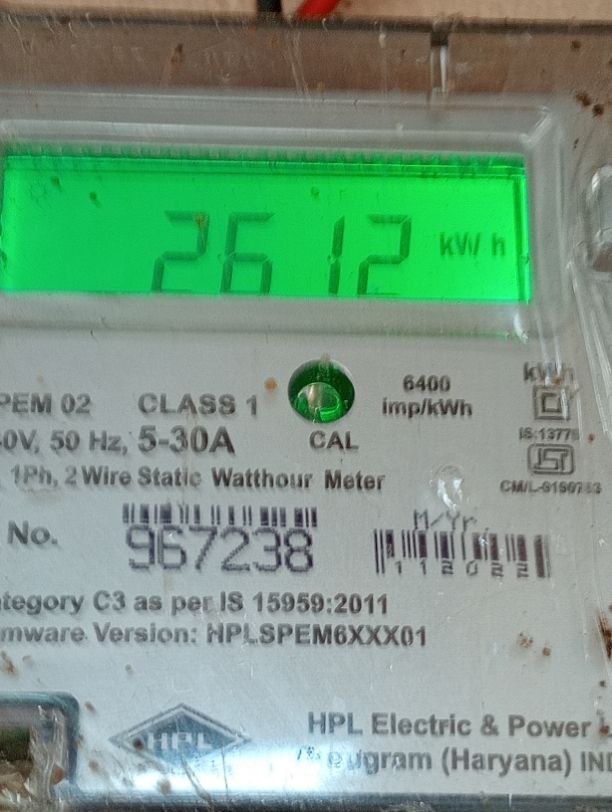 2612 kWh
kWh
6400
PEM 02 CLASS 1
imp/kWh
0V, 50 Hz, 5-30A
CAL
IS:13779
1Ph, 2 Wire Static Watthour Meter
No.
967238
M/Yr.
112022
tegory C3 as per IS 15959:2011
mware Version: HPLSPEM6XXX01
HPL
HPL Electric & Power
(Haryana) IND